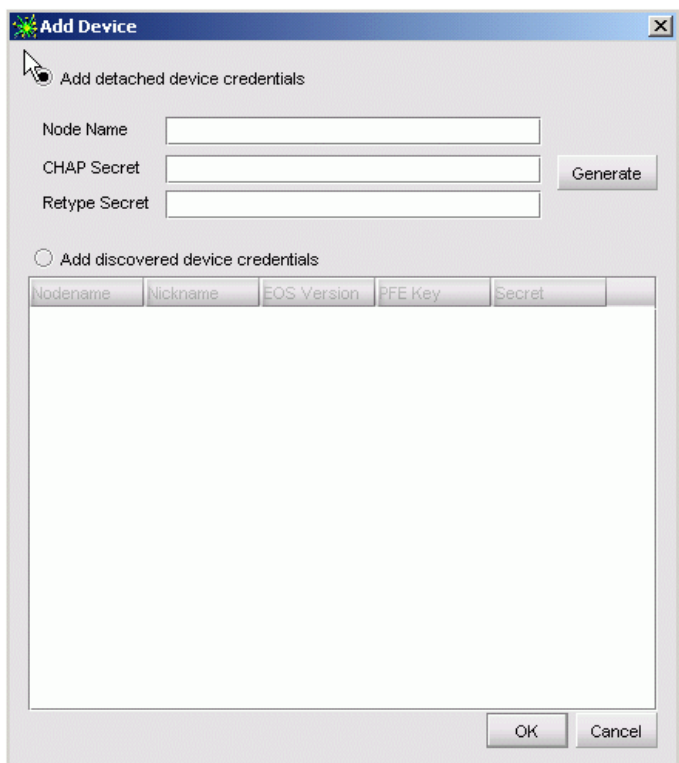 Add Device
Add detached device credentials
Node Name
CHAP Secret
Generate
Retype Secret
Add discovered device credentials
Nodename Nickname EOS Version PFE Key Secret
OK Cancel